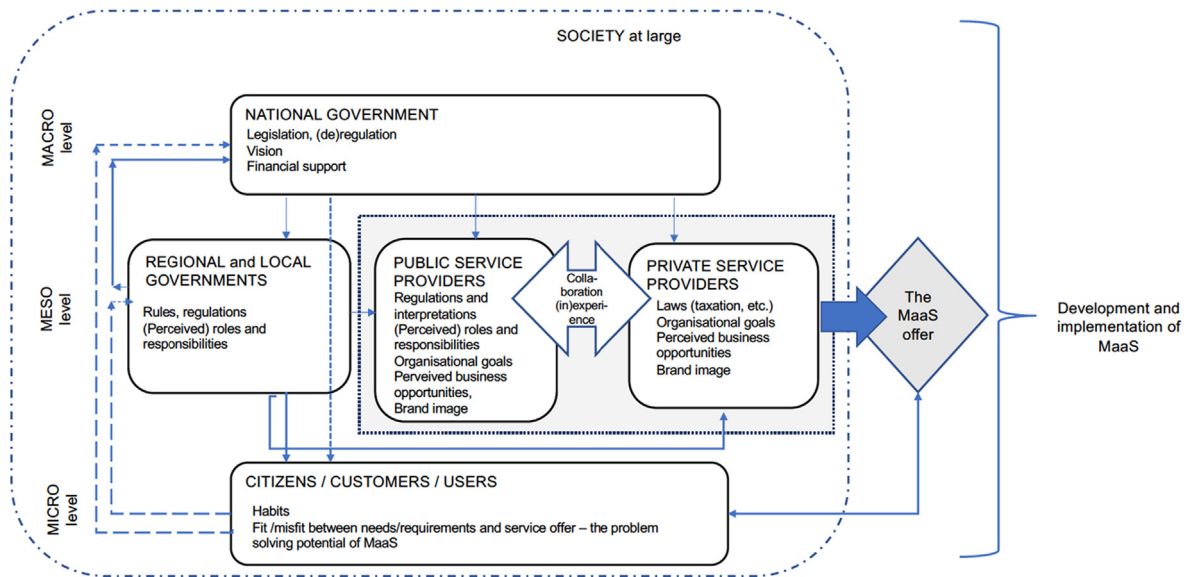 SOCIETY at large
MACRO
level
NATIONAL GOVERNMENT
Legislation, (de)regulation
Vision
Financial support
MESO
level
REGIONAL and LOCAL
GOVERNMENTS
Rules, regulations
(Perceived) roles and
responsibilities
PUBLIC SERVICE
PROVIDERS
Regulations and
interpretations
(Perceived) roles and
responsibilities
Organisational goals
Perveived business
opportunities,
Brand image
Colla-
boration
(in)experi-
ence
PRIVATE SERVICE
PROVIDERS
Laws (taxation, etc.)
Organisational goals
Perceived business
opportunities
Brand image
The
MaaS
offer
Development and
implementation of
MaaS
MICRO
level
CITIZENS / CUSTOMERS / USERS
Habits
Fit /misfit between needs/requirements and service offer – the problem
solving potential of MaaS